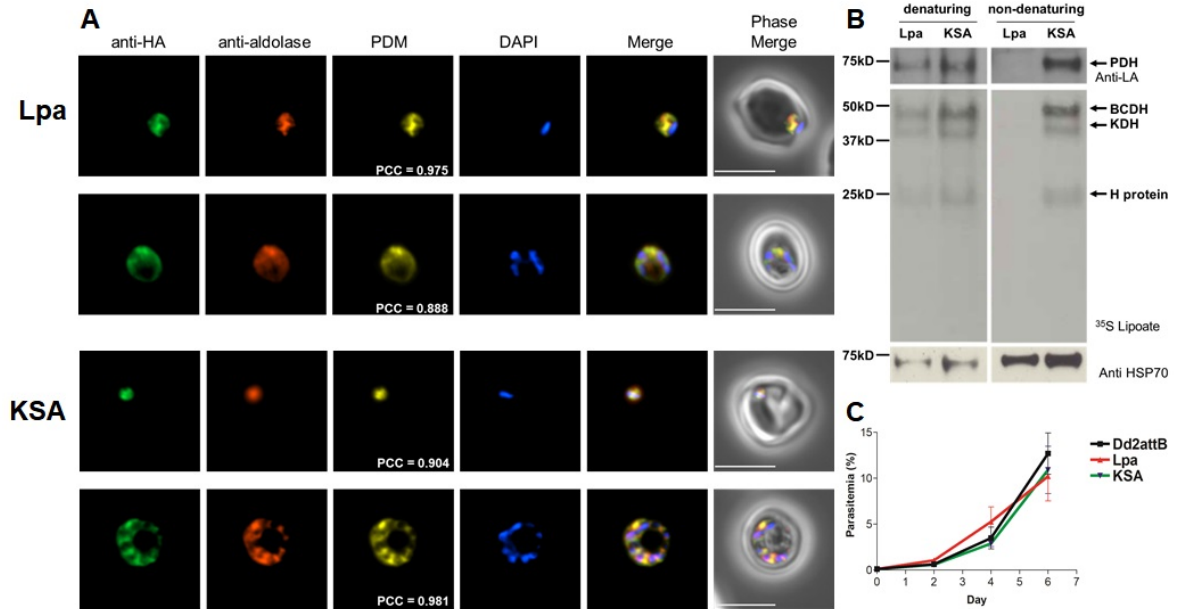 A
anti-HA anti-aldolase PDM DAPI Merge Phase Merge
Lpa
PCC = 0.975
PCC = 0.888
KSA
PCC = 0.904
PCC = 0.981
B
denaturing non-denaturing
Lpa KSA Lpa KSA
75kD
PDH
Anti-LA
50kD
BCDH
KDH
37kD
25kD
H protein
35S Lipoate
75kD
Anti HSP70
C
15
10
5
0
Parasitemia (%)
0 1 2 3 4 5 6 7
Day
Dd2attB
Lpa
KSA